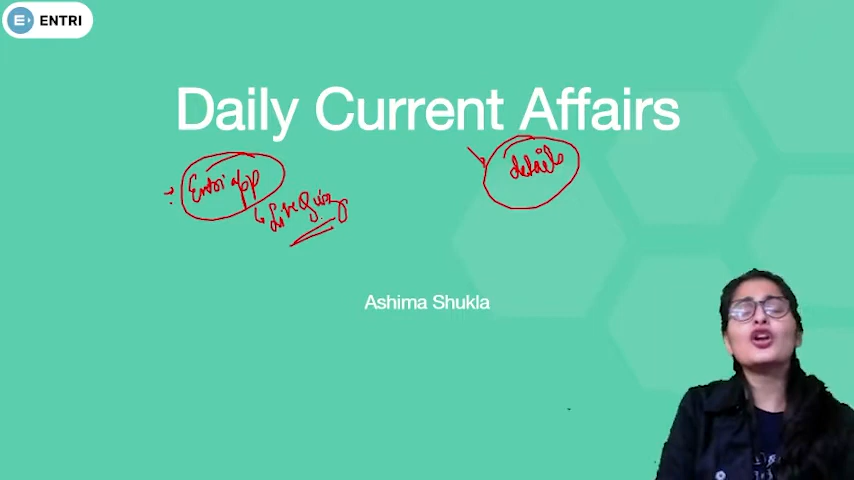 ENTRI
Daily Current Affairs
details
Entri app
Live Quiz
Ashima Shukla